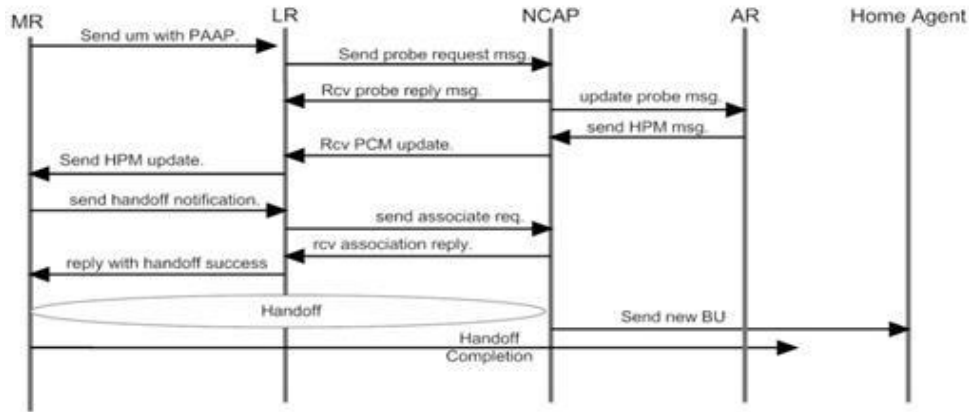 MR LR NCAP AR Home Agent
Send um with PAAP.
Send probe request msg.
Rcv probe reply msg.
update probe msg.
send HPM msg.
Rcv PCM update.
Send HPM update.
send handoff notification.
send associate req.
rcv association reply.
reply with handoff success
Handoff
Send new BU
Handoff
Completion